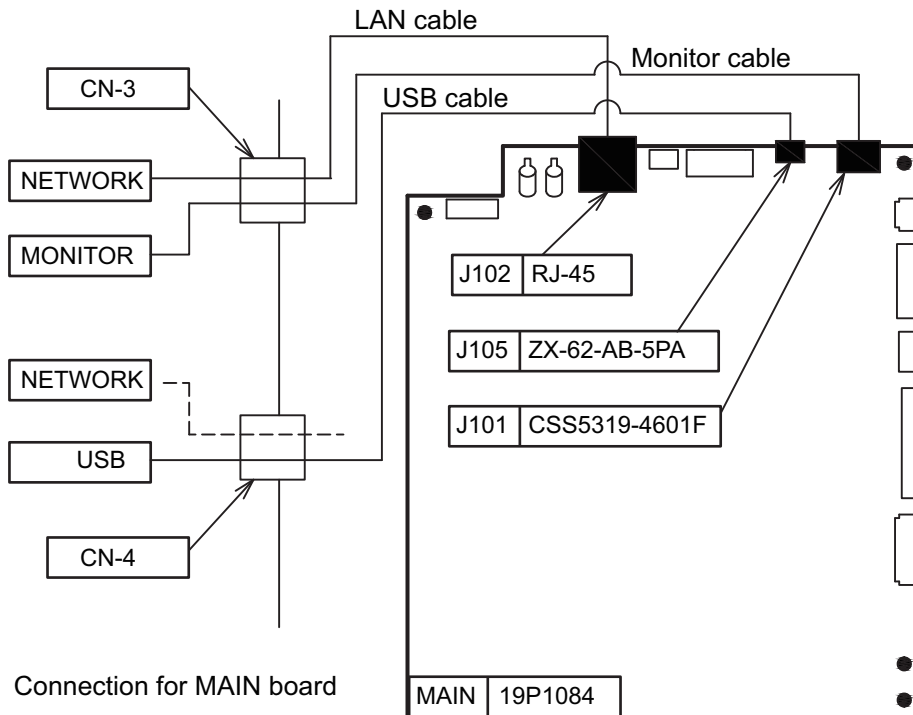 LAN cable
Monitor cable
CN-3
USB cable
NETWORK
MONITOR
J102 RJ-45
J105 ZX-62-AB-5PA
NETWORK
J101 CSS5319-4601F
USB
CN-4
Connection for MAIN board
MAIN 19P1084